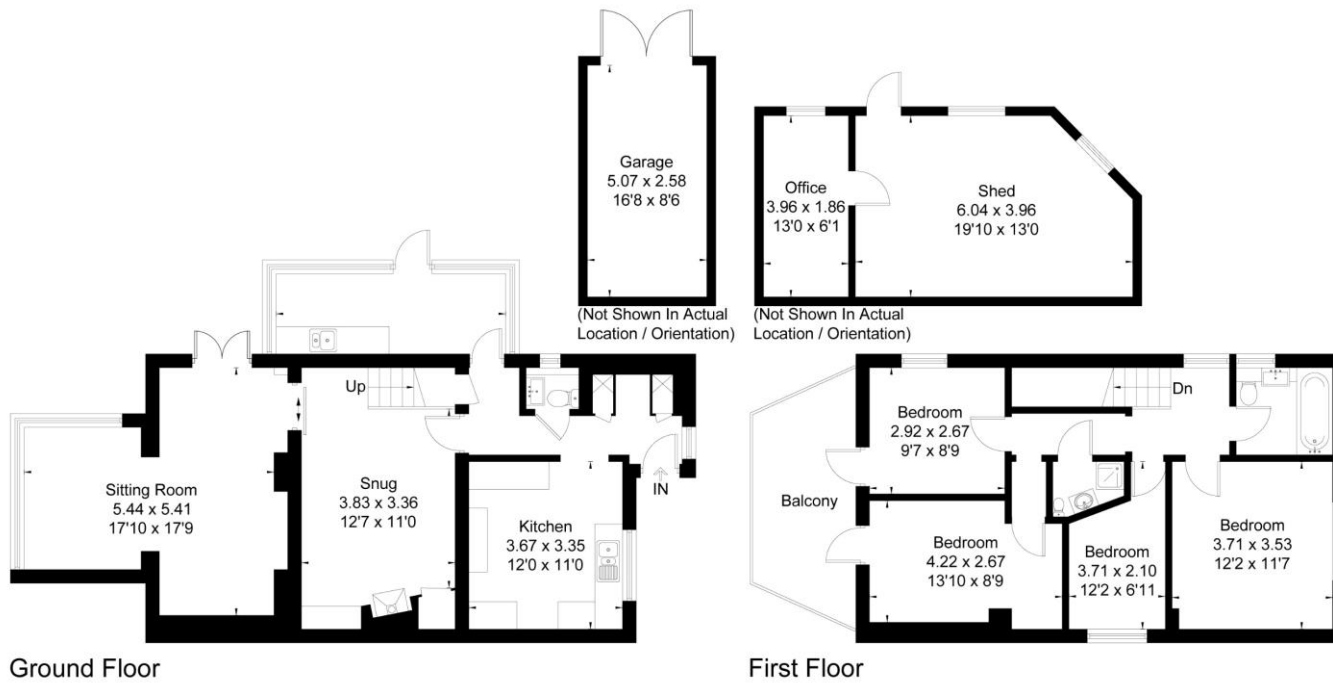 Garage
5.07 x 2.58
16'8 x 8'6
(Not Shown In Actual
Location / Orientation)
Office
3.96 x 1.86
13'0 x 6'1
Shed
6.04 x 3.96
19'10 x 13'0
(Not Shown In Actual
Location / Orientation)
Sitting Room
5.44 x 5.41
17'10 x 17'9
Up
Snug
3.83 x 3.36
12'7 x 11'0
Kitchen
3.67 x 3.35
12'0 x 11'0
IN
Ground Floor
Balcony
Bedroom
2.92 x 2.67
9'7 x 8'9
Dn
Bedroom
4.22 x 2.67
13'10 x 8'9
Bedroom
3.71 x 2.10
12'2 x 6'11
Bedroom
3.71 x 3.53
12'2 x 11'7
First Floor